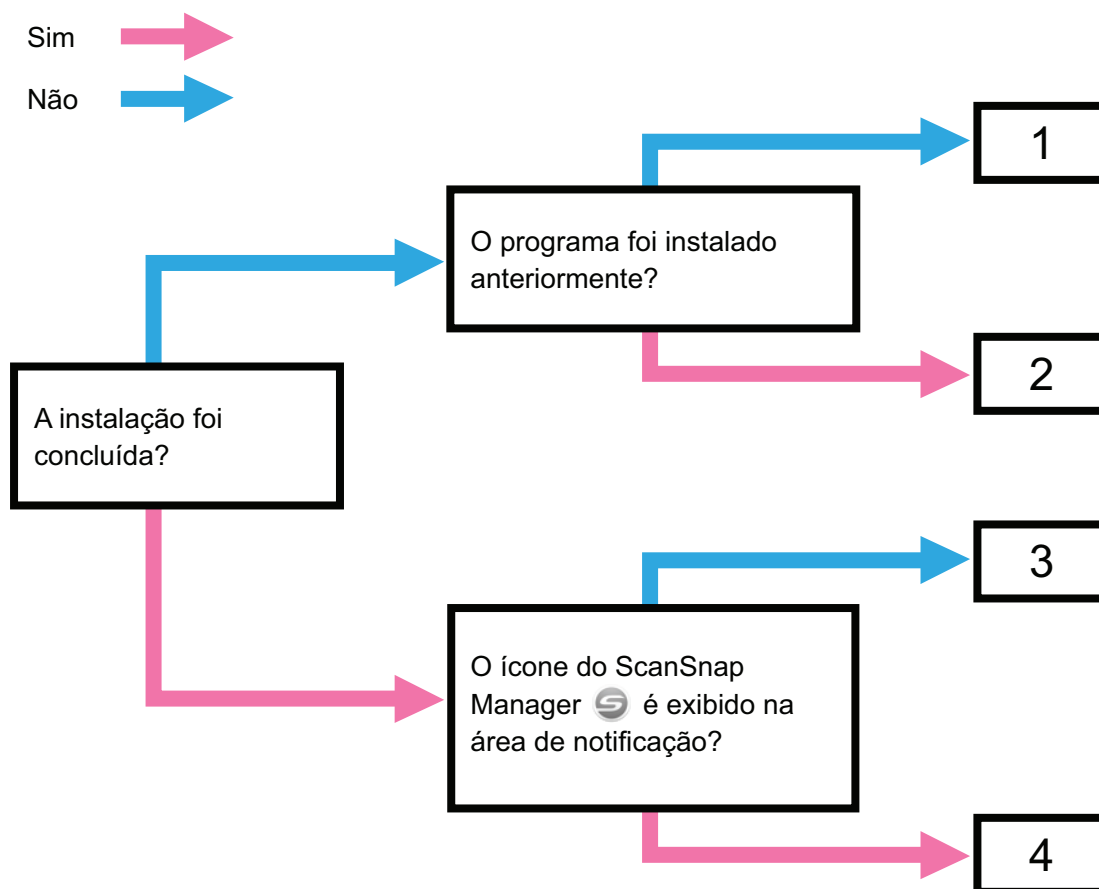 Sim
Não
1
O programa foi instalado
anteriormente?
2
A instalação foi
concluída?
3
O ícone do ScanSnap
Manager é exibido na
área de notificação?
4